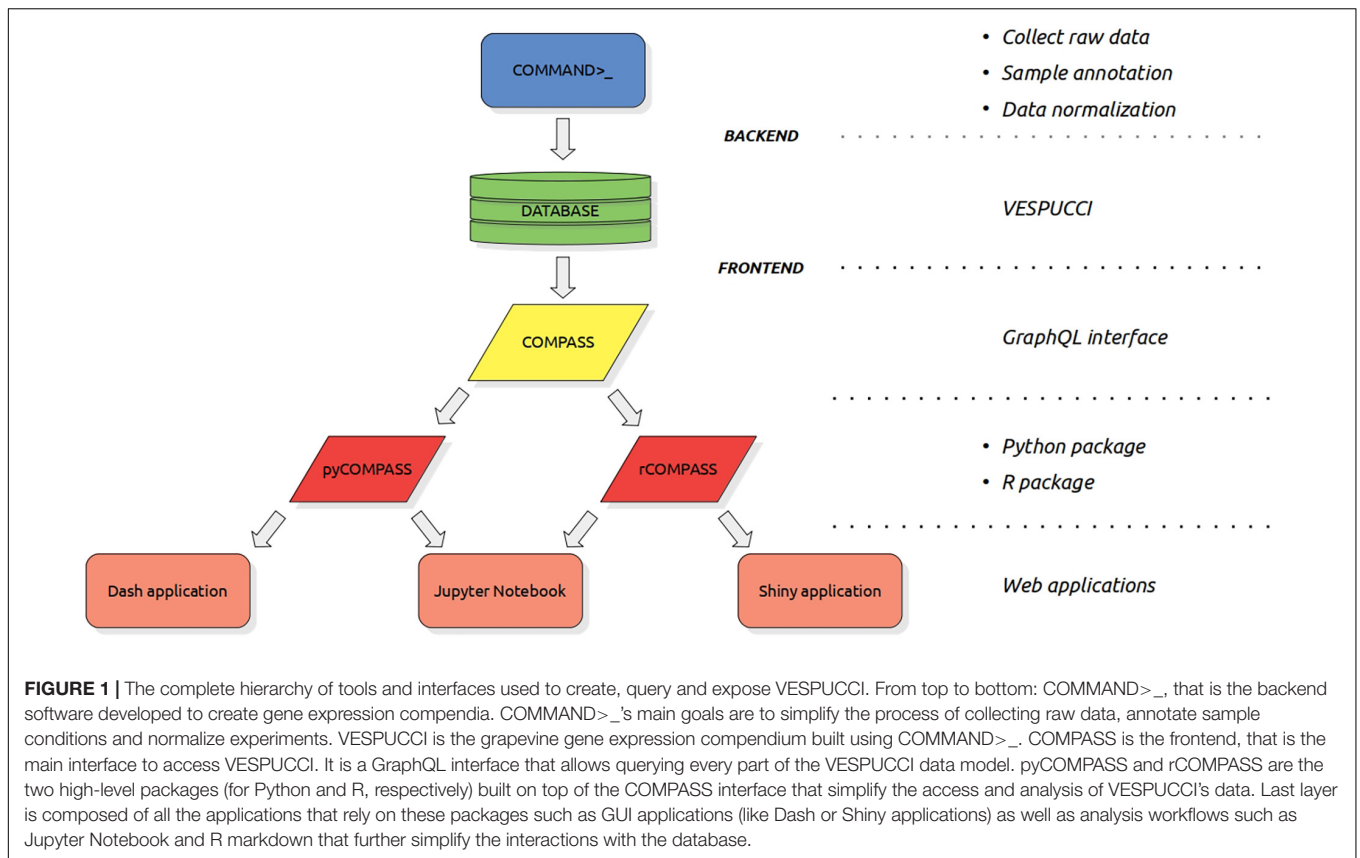 COMMAND>_
• Collect raw data
• Sample annotation
• Data normalization
BACKEND
DATABASE
VESPUCCI
FRONTEND
COMPASS
GraphQL interface
pyCOMPASS
rCOMPASS
• Python package
• R package
Dash application
Jupyter Notebook
Shiny application
Web applications
FIGURE 1 | The complete hierarchy of tools and interfaces used to create, query and expose VESPUCCI. From top to bottom: COMMAND>_, that is the backend
software developed to create gene expression compendia. COMMAND>_'s main goals are to simplify the process of collecting raw data, annotate sample
conditions and normalize experiments. VESPUCCI is the grapevine gene expression compendium built using COMMAND>_. COMPASS is the frontend, that is the
main interface to access VESPUCCI. It is a GraphQL interface that allows querying every part of the VESPUCCI data model. pyCOMPASS and rCOMPASS are the
two high-level packages (for Python and R, respectively) built on top of the COMPASS interface that simplify the access and analysis of VESPUCCI's data. Last layer
is composed of all the applications that rely on these packages such as GUI applications (like Dash or Shiny applications) as well as analysis workflows such as
Jupyter Notebook and R markdown that further simplify the interactions with the database.